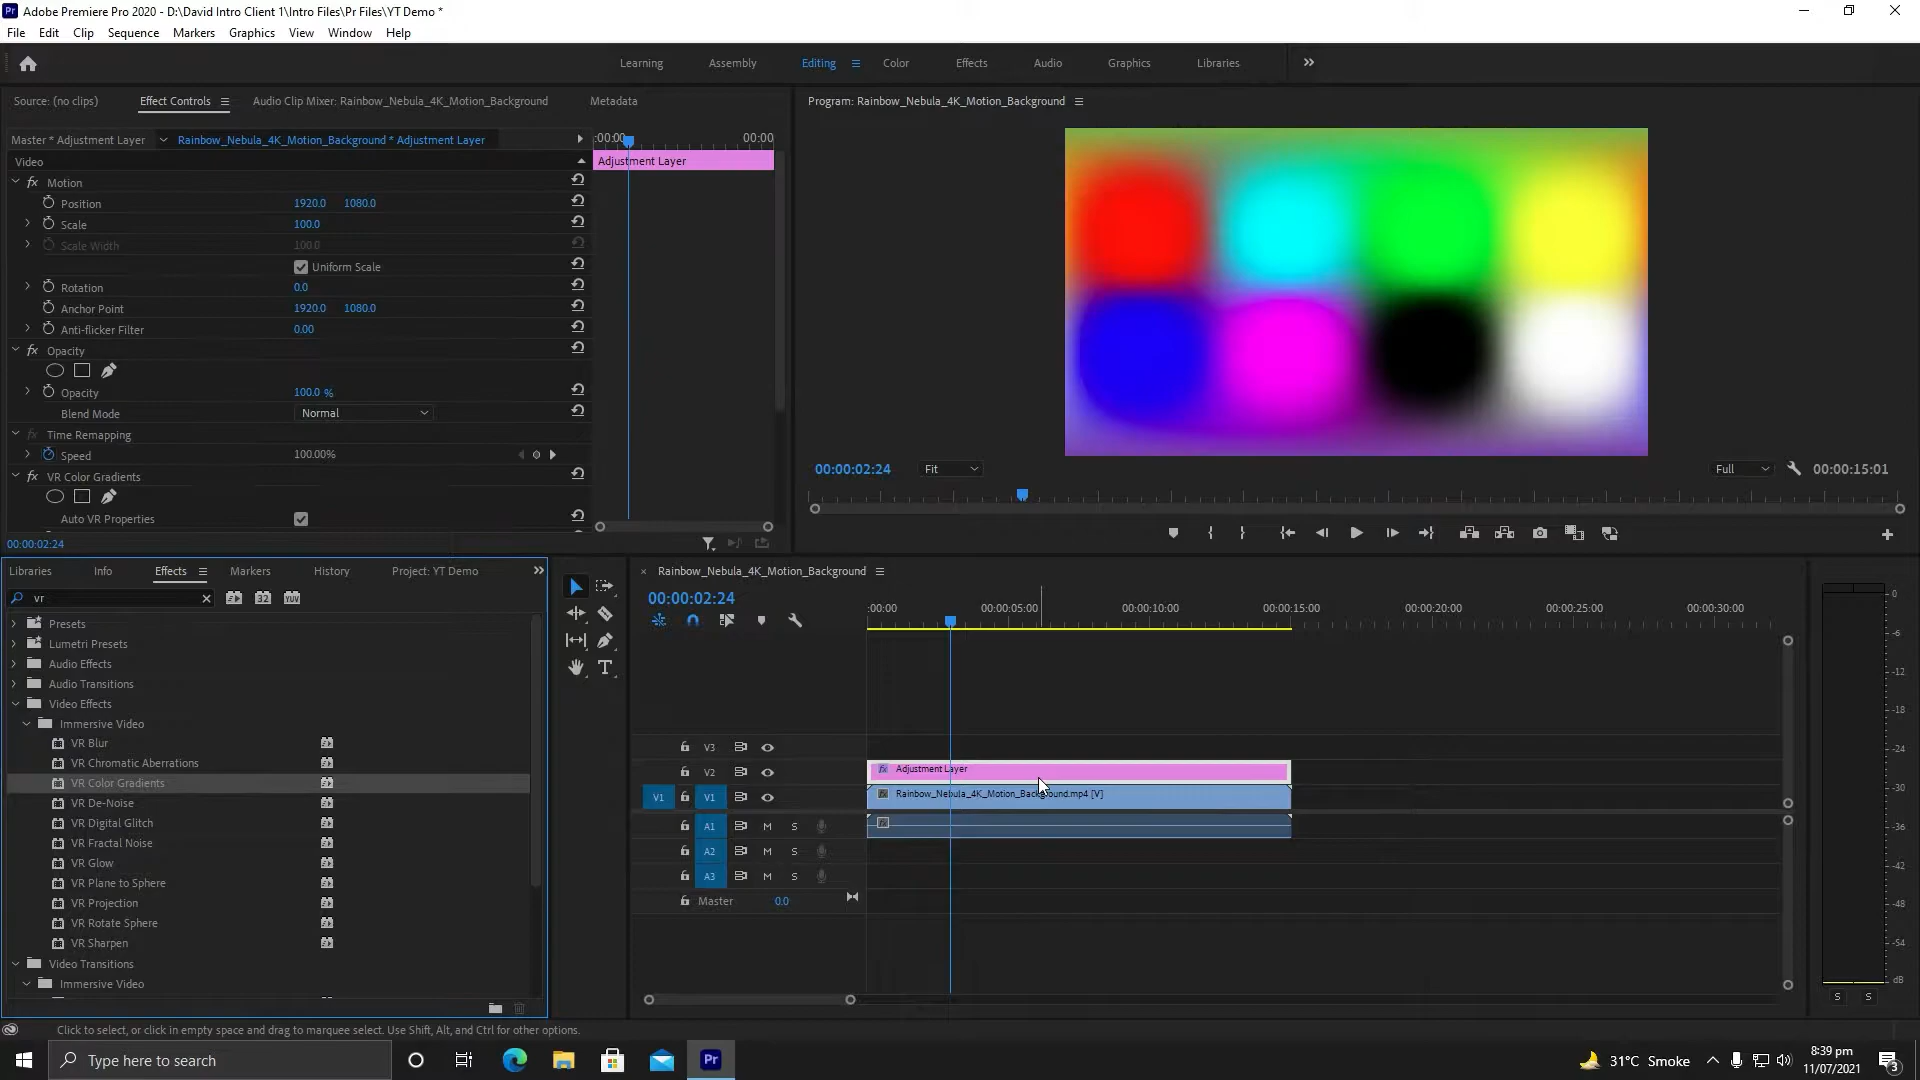 Pr Adobe Premiere Pro 2020 - D:\David Intro Client 1\Intro Files\Pr Files\YT Demo *
File Edit Clip Sequence Markers Graphics View Window Help
Learning Assembly Editing Color Effects Audio Graphics Libraries
Source: (no clips) Effect Controls Audio Clip Mixer: Rainbow_Nebula_4K_Motion_Background Metadata
Program: Rainbow_Nebula_4K_Motion_Background
Master * Adjustment Layer Rainbow_Nebula_4K_Motion_Background * Adjustment Layer
:00:00 00:00
Video
Adjustment Layer
fx Motion
Position 1920.0 1080.0
Scale 100.0
Scale Width 100.0
Uniform Scale
Rotation 0.0
Anchor Point 1920.0 1080.0
Anti-flicker Filter 0.00
fx Opacity
Opacity 100.0 %
Blend Mode Normal
fx Time Remapping
Speed 100.00%
fx VR Color Gradients
Auto VR Properties
00:00:02:24
00:00:02:24 Fit Full 00:00:15:01
Libraries Info Effects Markers History Project: YT Demo
vr 32 YUV
Presets
Lumetri Presets
Audio Effects
Audio Transitions
Video Effects
Immersive Video
VR Blur
VR Chromatic Aberrations
VR Color Gradients
VR De-Noise
VR Digital Glitch
VR Fractal Noise
VR Glow
VR Plane to Sphere
VR Projection
VR Rotate Sphere
VR Sharpen
Video Transitions
Immersive Video
T
× Rainbow_Nebula_4K_Motion_Background
00:00:02:24
:00:00 00:00:05:00 00:00:10:00 00:00:15:00 00:00:20:00 00:00:25:00 00:00:30:00
V3
V2 fx Adjustment Layer
V1 V1 Rainbow_Nebula_4K_Motion_Background.mp4 [V]
A1 M S
A2 M S
A3 M S
Master 0.0
0
-6
-12
-18
-24
-30
-36
-42
-48
-54
dB
S S
Click to select, or click in empty space and drag to marquee select. Use Shift, Alt, and Ctrl for other options.
Type here to search
Pr
31°C Smoke
8:39 pm
11/07/2021
3